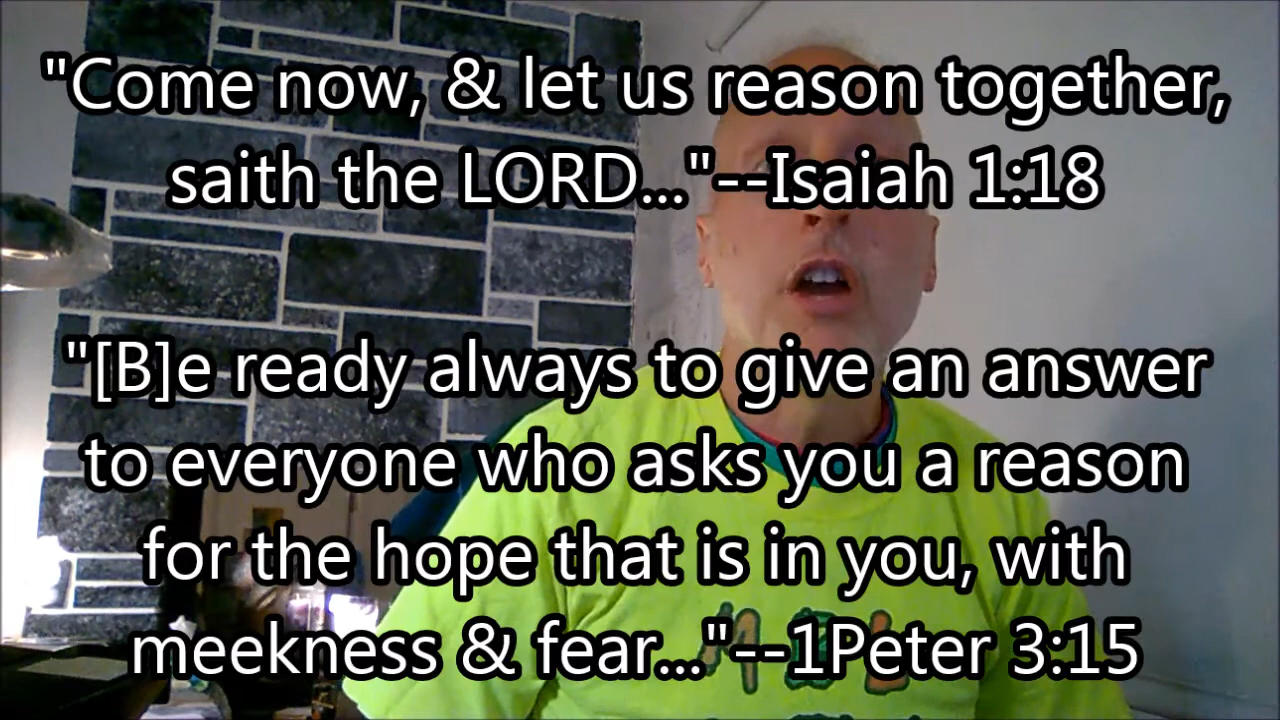 "Come now, & let us reason together,
saith the LORD..."--Isaiah 1:18
"[B]e ready always to give an answer
to everyone who asks you a reason
for the hope that is in you, with
meekness & fear..."--1Peter 3:15